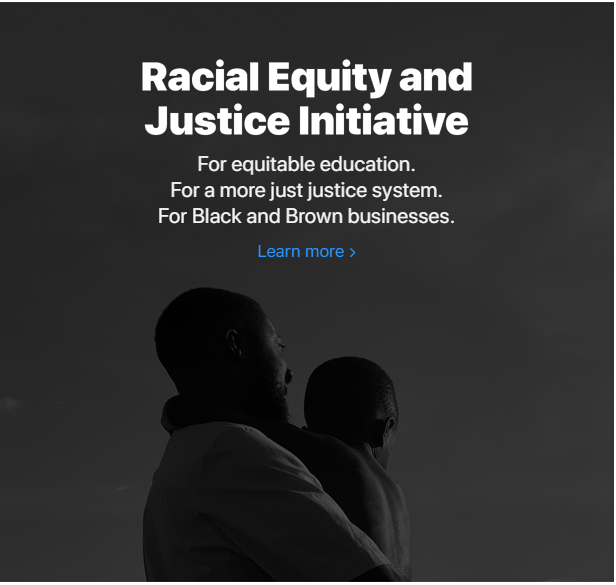 Racial Equity and
Justice Initiative
For equitable education.
For a more just justice system.
For Black and Brown businesses.
Learn more >